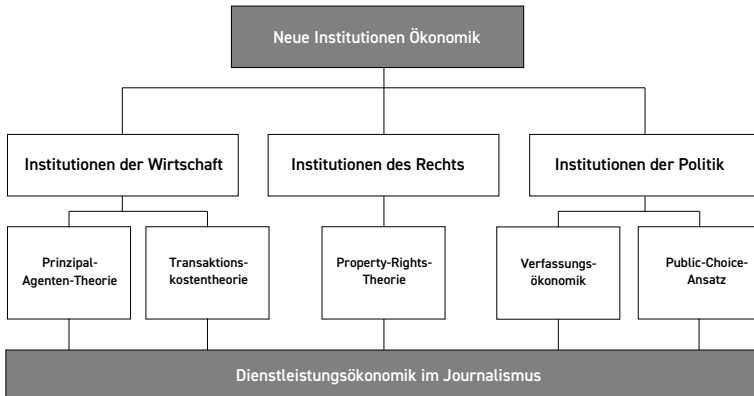 Neue Institutionen Ökonomik
Institutionen der Wirtschaft
Institutionen des Rechts
Institutionen der Politik
Prinzipal-
Agenten-Theorie
Transaktions-
kostentheorie
Property-Rights-
Theorie
Verfassungs-
ökonomik
Public-Choice-
Ansatz
Dienstleistungsökonomik im Journalismus